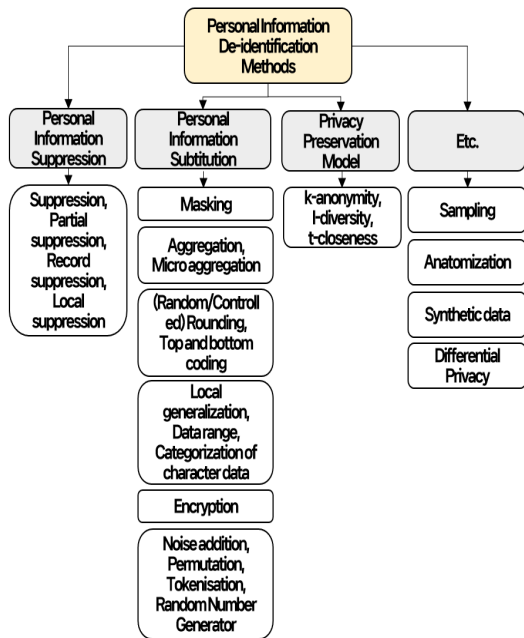 Personal Information
De-identification
Methods
Personal
Information
Suppression
Suppression,
Partial
suppression,
Record
suppression,
Local
suppression
Personal
Information
Subtitution
Masking
Aggregation,
Micro aggregation
(Random/Controll
ed) Rounding,
Top and bottom
coding
Local
generalization,
Data range,
Categorization of
character data
Encryption
Noise addition,
Permutation,
Tokenisation,
Random Number
Generator
Privacy
Preservation
Model
k-anonymity,
l-diversity,
t-closeness
Etc.
Sampling
Anatomization
Synthetic data
Differential
Privacy